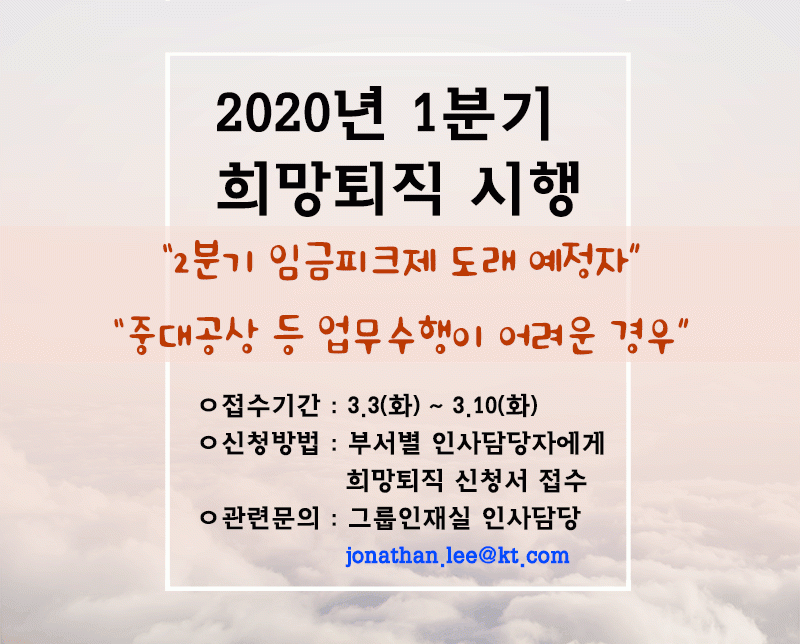 2020년 1분기
희망퇴직 시행
"2분기 임금피크제 도래 예정자"
"중대공상 등 업무수행이 어려운 경우"
ㅇ접수기간 : 3.3(화) ~ 3.10(화)
ㅇ신청방법 : 부서별 인사담당자에게
희망퇴직 신청서 접수
ㅇ관련문의 : 그룹인재실 인사담당
jonathan.lee@kt.com